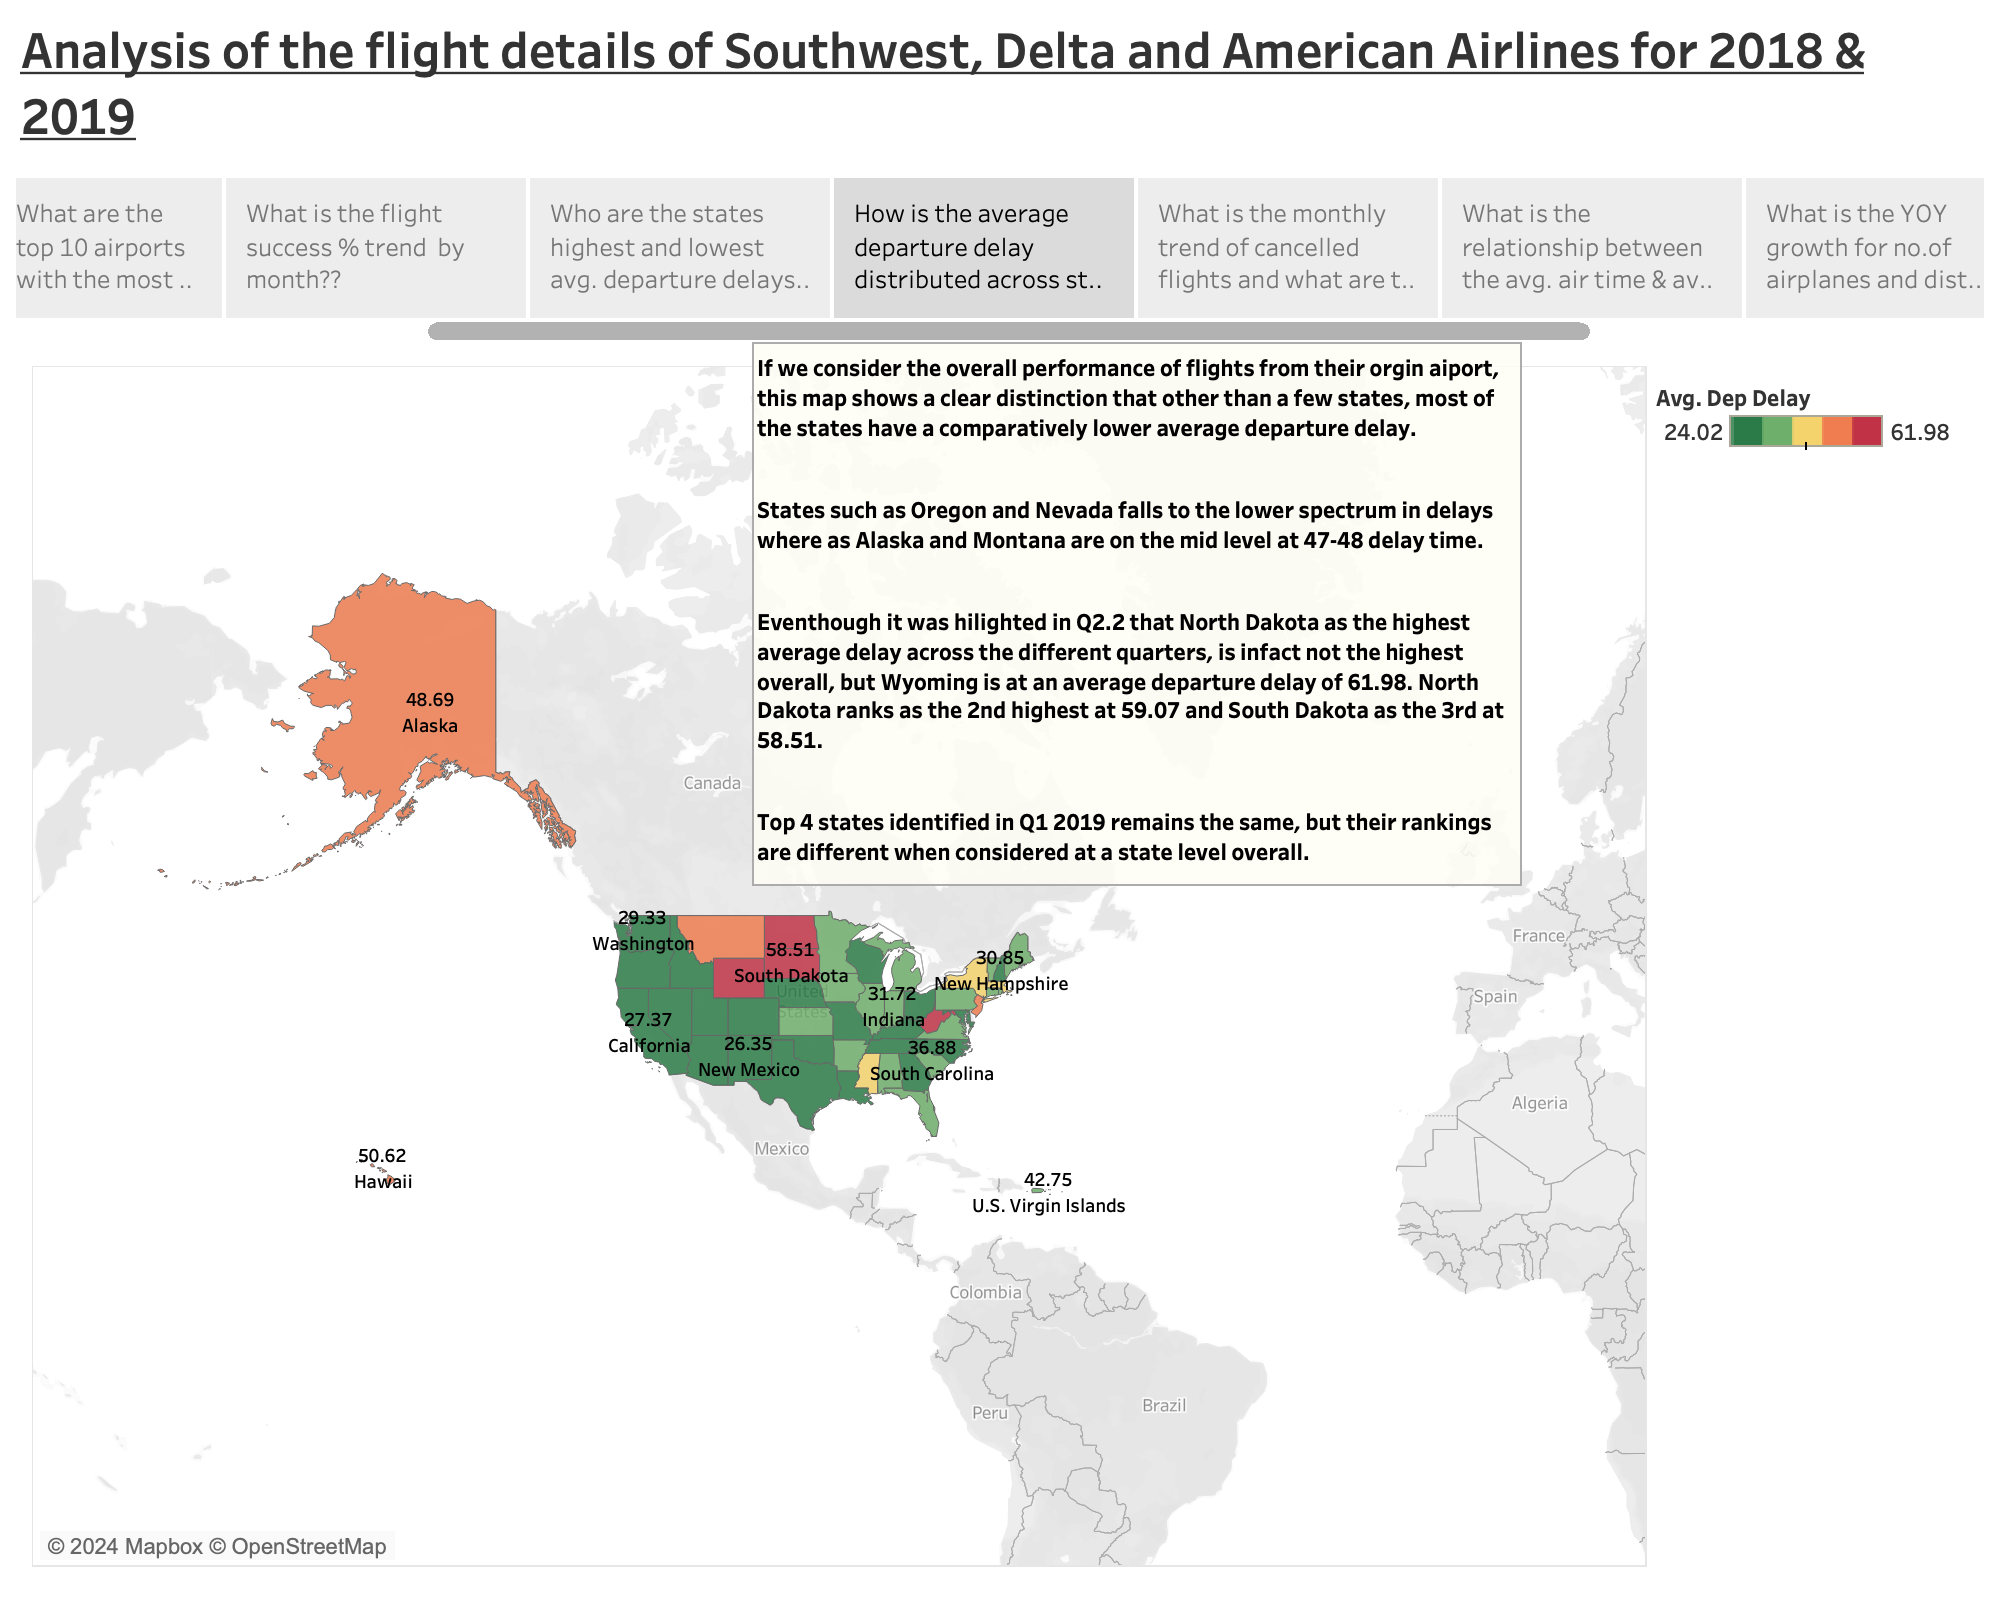 Analysis of the flight details of Southwest, Delta and American Airlines for 2018 &
2019
What are the
top 10 airports
with the most ..
What is the flight
success % trend  by
month??
Who are the states
highest and lowest
avg. departure delays..
How is the average
departure delay
distributed across st..
What is the monthly
trend of cancelled
flights and what are t..
What is the
relationship between
the avg. air time & av..
What is the YOY
growth for no.of
airplanes and dist..
If we consider the overall performance of flights from their orgin aiport,
this map shows a clear distinction that other than a few states, most of
the states have a comparatively lower average departure delay.
States such as Oregon and Nevada falls to the lower spectrum in delays
where as Alaska and Montana are on the mid level at 47-48 delay time.
Eventhough it was hilighted in Q2.2 that North Dakota as the highest
average delay across the different quarters, is infact not the highest
overall, but Wyoming is at an average departure delay of 61.98. North
Dakota ranks as the 2nd highest at 59.07 and South Dakota as the 3rd at
58.51.
Top 4 states identified in Q1 2019 remains the same, but their rankings
are different when considered at a state level overall.
Avg. Dep Delay
24.02
61.98
48.69
Alaska
Canada
29.33
Washington
58.51
South Dakota
United
States
30.85
New Hampshire
31.72
Indiana
27.37
California
26.35
New Mexico
36.88
South Carolina
France
Spain
Algeria
Mexico
50.62
Hawaii
42.75
U.S. Virgin Islands
Colombia
Peru
Brazil
© 2024 Mapbox © OpenStreetMap